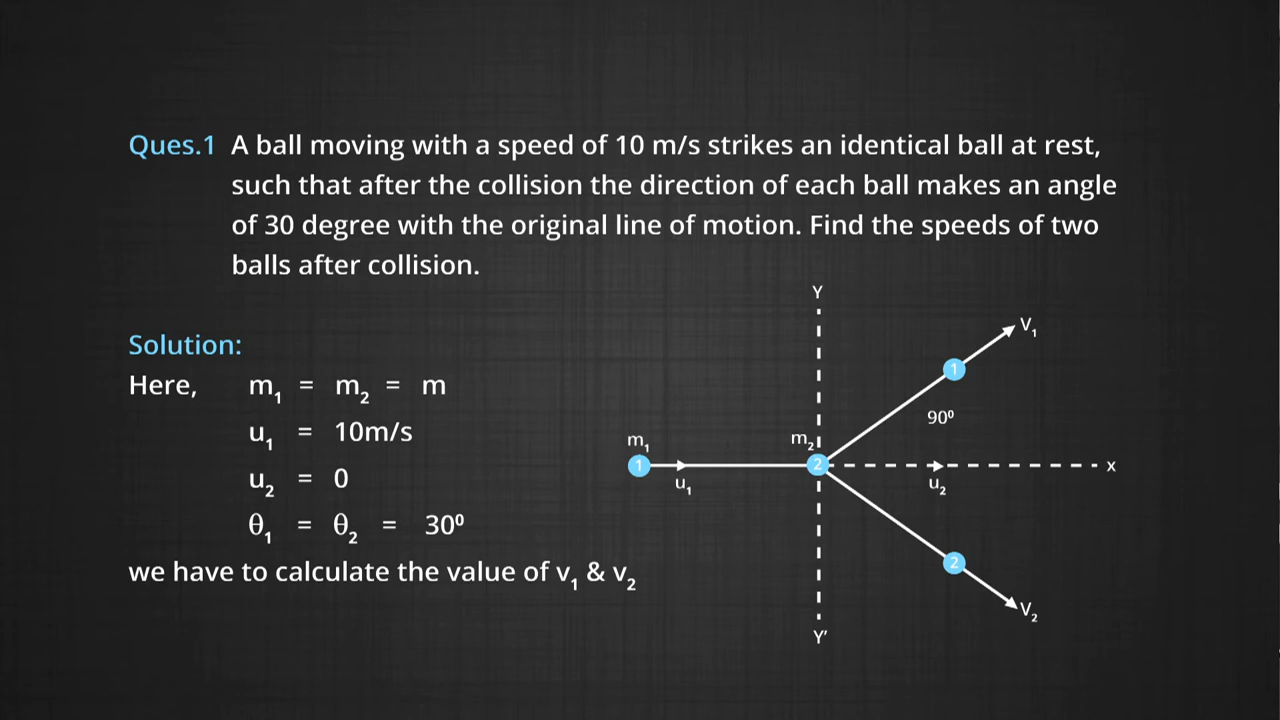 Ques.1 A ball moving with a speed of 10 m/s strikes an identical ball at rest,
such that after the collision the direction of each ball makes an angle
of 30 degree with the original line of motion. Find the speeds of two
balls after collision.
Solution:
Here, m₁ = m₂ = m
u₁ = 10m/s
u₂ = 0
θ₁ = θ₂ = 30⁰
we have to calculate the value of v₁ & v₂
Y
V₁
1
90⁰
m₁
m₂
1
2
x
u₁
u₂
2
V₂
Y'